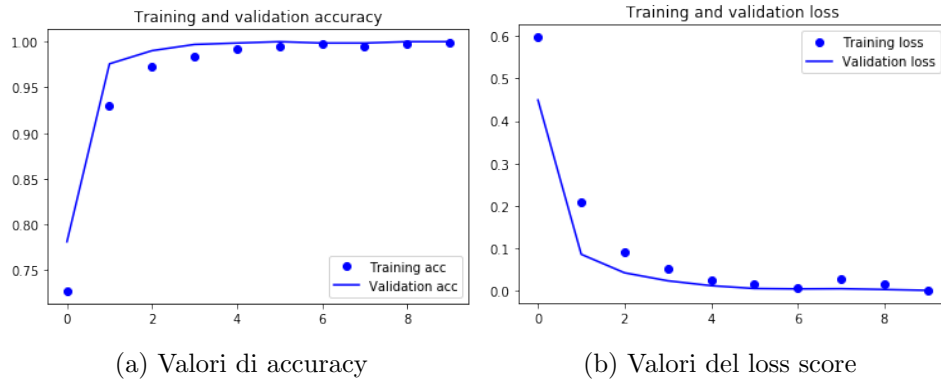 Training and validation accuracy
1.00
0.95
0.90
0.85
0.80
0.75
Training acc
Validation acc
0 2 4 6 8
(a) Valori di accuracy
Training and validation loss
0.6
0.5
0.4
0.3
0.2
0.1
0.0
Training loss
Validation loss
0 2 4 6 8
(b) Valori del loss score